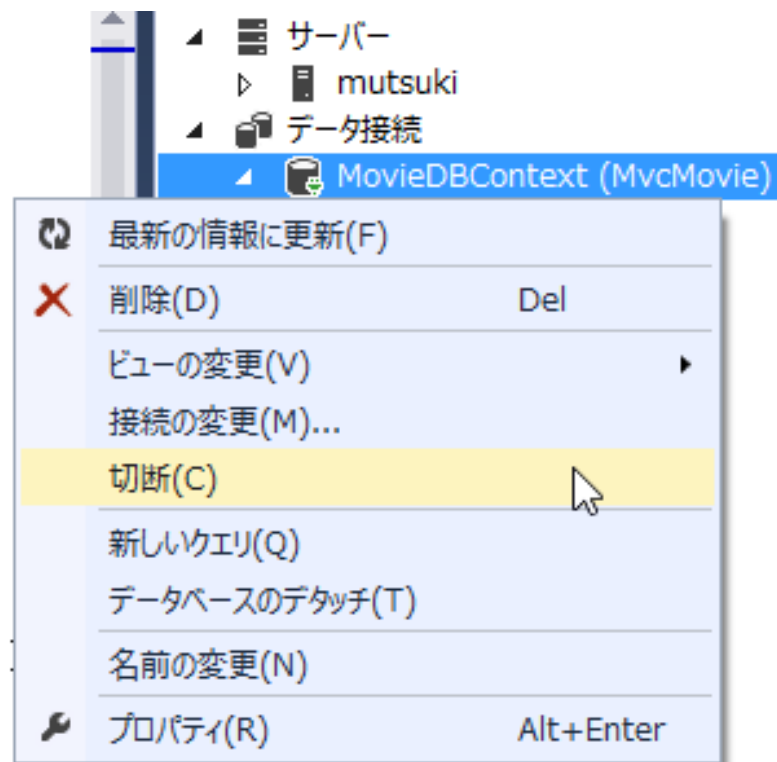 サーバー
mutsuki
データ接続
MovieDBContext (MvcMovie)
最新の情報に更新(F)
削除(D) Del
ビューの変更(V)
接続の変更(M)...
切断(C)
新しいクエリ(Q)
データベースのデタッチ(T)
名前の変更(N)
プロパティ(R) Alt+Enter